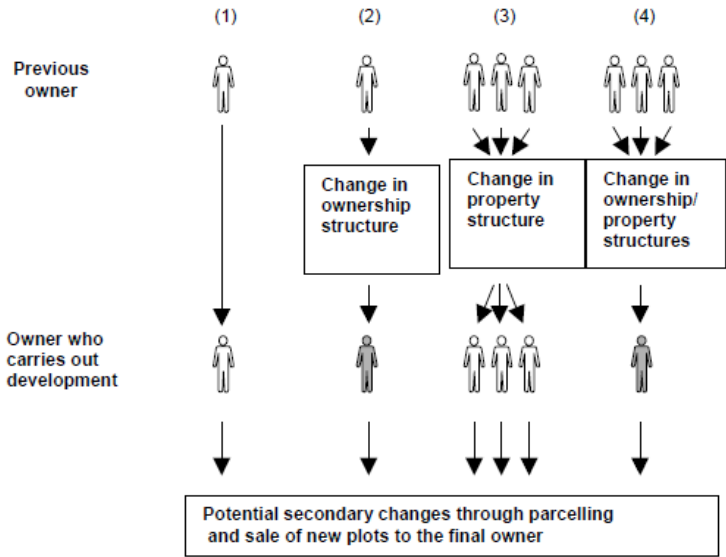 (1) (2) (3) (4)
Previous
owner
Change in
ownership
structure
Change in
property
structure
Change in
ownership/
property
structures
Owner who
carries out
development
Potential secondary changes through parcelling
and sale of new plots to the final owner